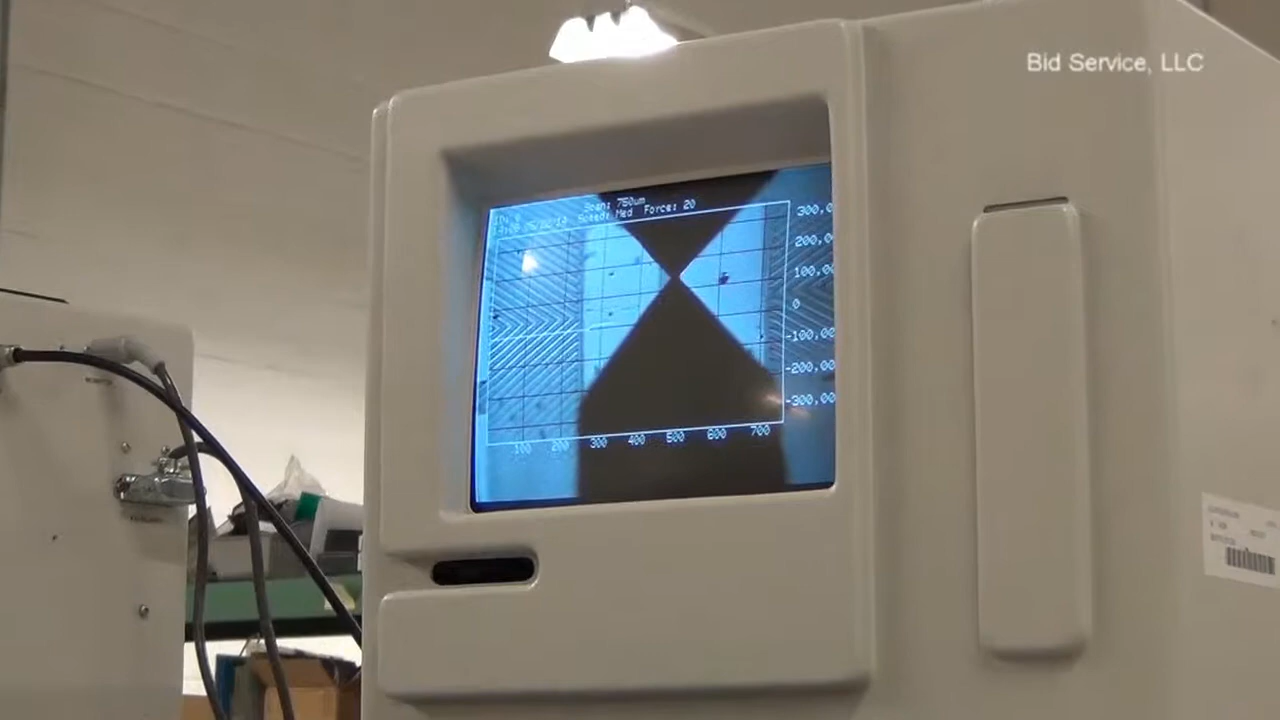 Bid Service, LLC
Scan: 750um
Speed: Med Force: 20
300,0
200,0
100,00
0
-100,00
-200,00
-300,00
100 200 300 400 500 600 700